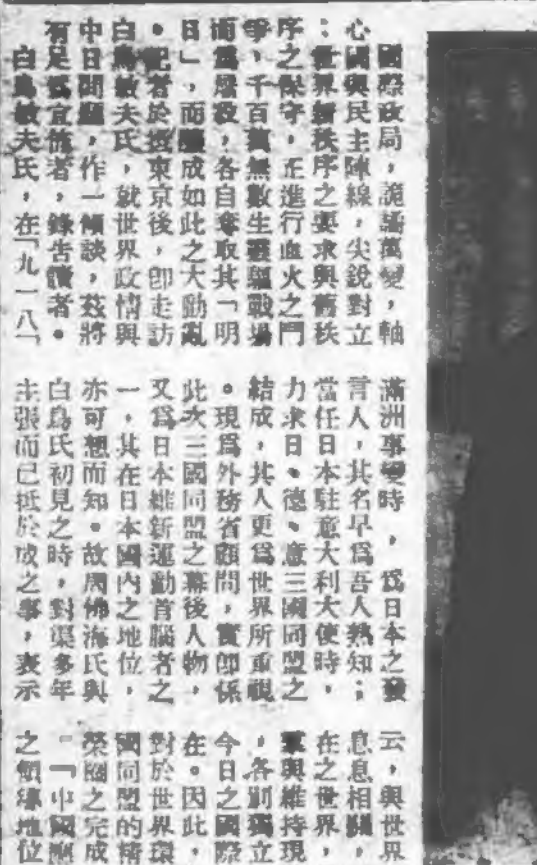 國際政局，詭譎萬變，軸
心國與民主陣線，尖銳對立
；世界新秩序之要求與舊秩
序之保守，正進行血火之鬥
爭，千百萬無數生靈驅戰場
而為，各自奪取其「明
日」，而成如此之大動亂
。記者於抵東京後，即走訪
白鳥敏夫氏，就世界政情與
中日問題，作一傾談，茲將
有足者，錄告讀者。
白鳥敏夫氏，在「九一八」
滿洲事變時，爲日本之發
言人，其名早爲吾人熟知；
當任日本駐意大利大使時，
力求日、德、意三國同盟之
結成，其人更爲世界所重視
。現爲外務省顧問，實即係
此次三國同盟之幕後人物，
又爲日本維新運動首腦者之
一，其在日本國內之地位，
亦可想而知。故周佛海氏與
白鳥氏初見之時，對渠多年
主張而已抵於成之事，表示
云，與世界
息息相關，
在之世界，
與維持現
，各別獨立
今日之國際
在。因此，
對於世界環
國同盟的精
榮圈之完成
。「中國
之領導地位